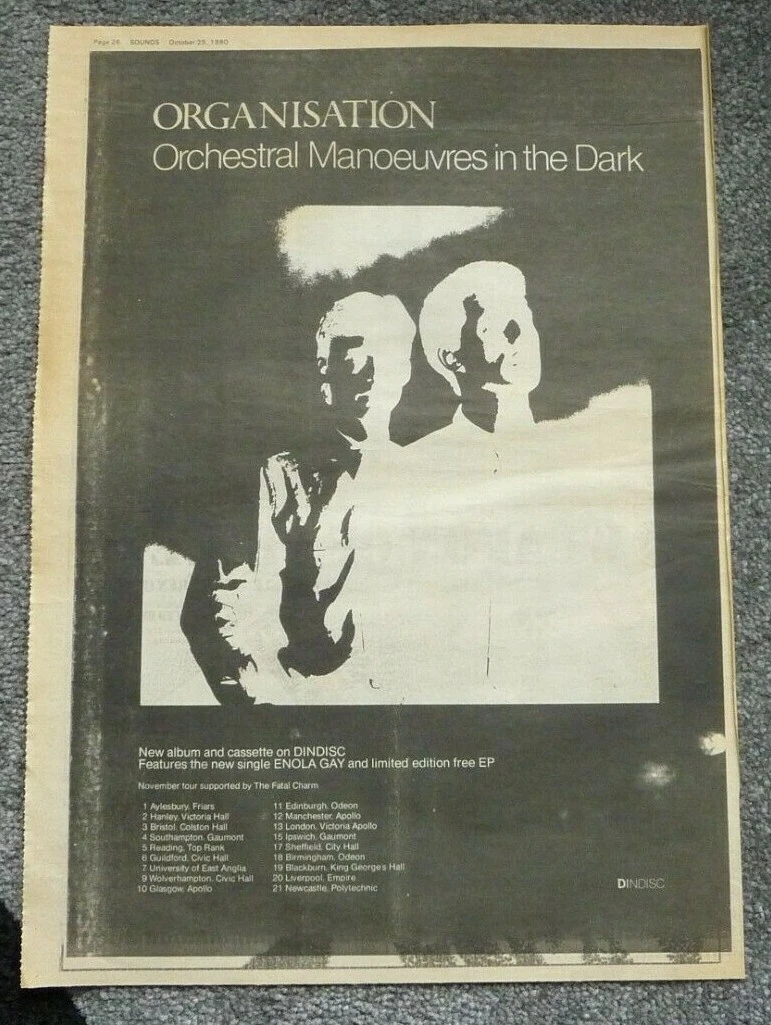 Page 26 SOUNDS October 25, 1980
ORGANISATION
Orchestral Manoeuvres in the Dark
New album and cassette on DINDISC
Features the new single ENOLA GAY and limited edition free EP
November tour supported by The Fatal Charm
1 Aylesbury, Friars
2 Hanley, Victoria Hall
3 Bristol, Colston Hall
4 Southampton, Gaumont
5 Reading, Top Rank
6 Guildford, Civic Hall
7 University of East Anglia
9 Wolverhampton, Civic Hall
10 Glasgow, Apollo
11 Edinburgh, Odeon
12 Manchester, Apollo
13 London, Victoria Apollo
15 Ipswich, Gaumont
17 Sheffield, City Hall
18 Birmingham, Odeon
19 Blackburn, King George's Hall
20 Liverpool, Empire
21 Newcastle, Polytechnic
DINDISC